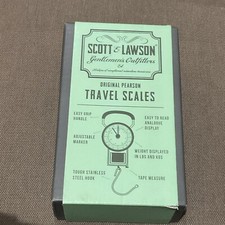 SCOTT & LAWSON
Gentlemen's Outfitters
Ltd
ORIGINAL PEARSON
TRAVEL SCALES
EASY GRIP
HANDLE
EASY TO READ
ANALOGUE
DISPLAY
ADJUSTABLE
MARKER
WEIGHT DISPLAYED
IN LBS AND KGS
TOUGH STAINLESS
STEEL HOOK
TAPE MEASURE